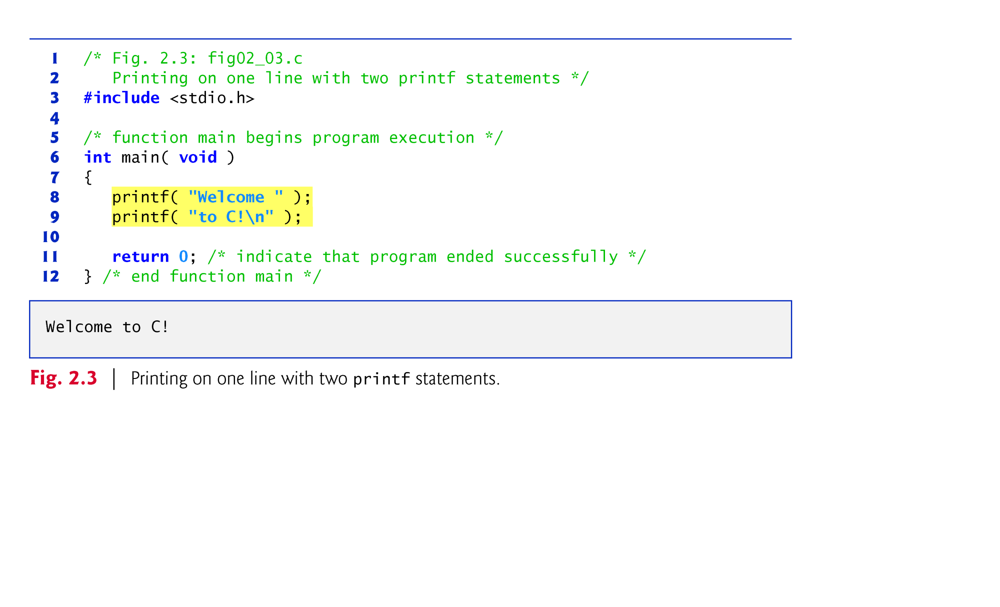 1 /* Fig. 2.3: fig02_03.c
2    Printing on one line with two printf statements */
3 #include <stdio.h>
4
5 /* function main begins program execution */
6 int main( void )
7 {
8    printf( "Welcome " );
9    printf( "to C!\n" );
10
11    return 0; /* indicate that program ended successfully */
12 } /* end function main */
Welcome to C!
Fig. 2.3 | Printing on one line with two printf statements.